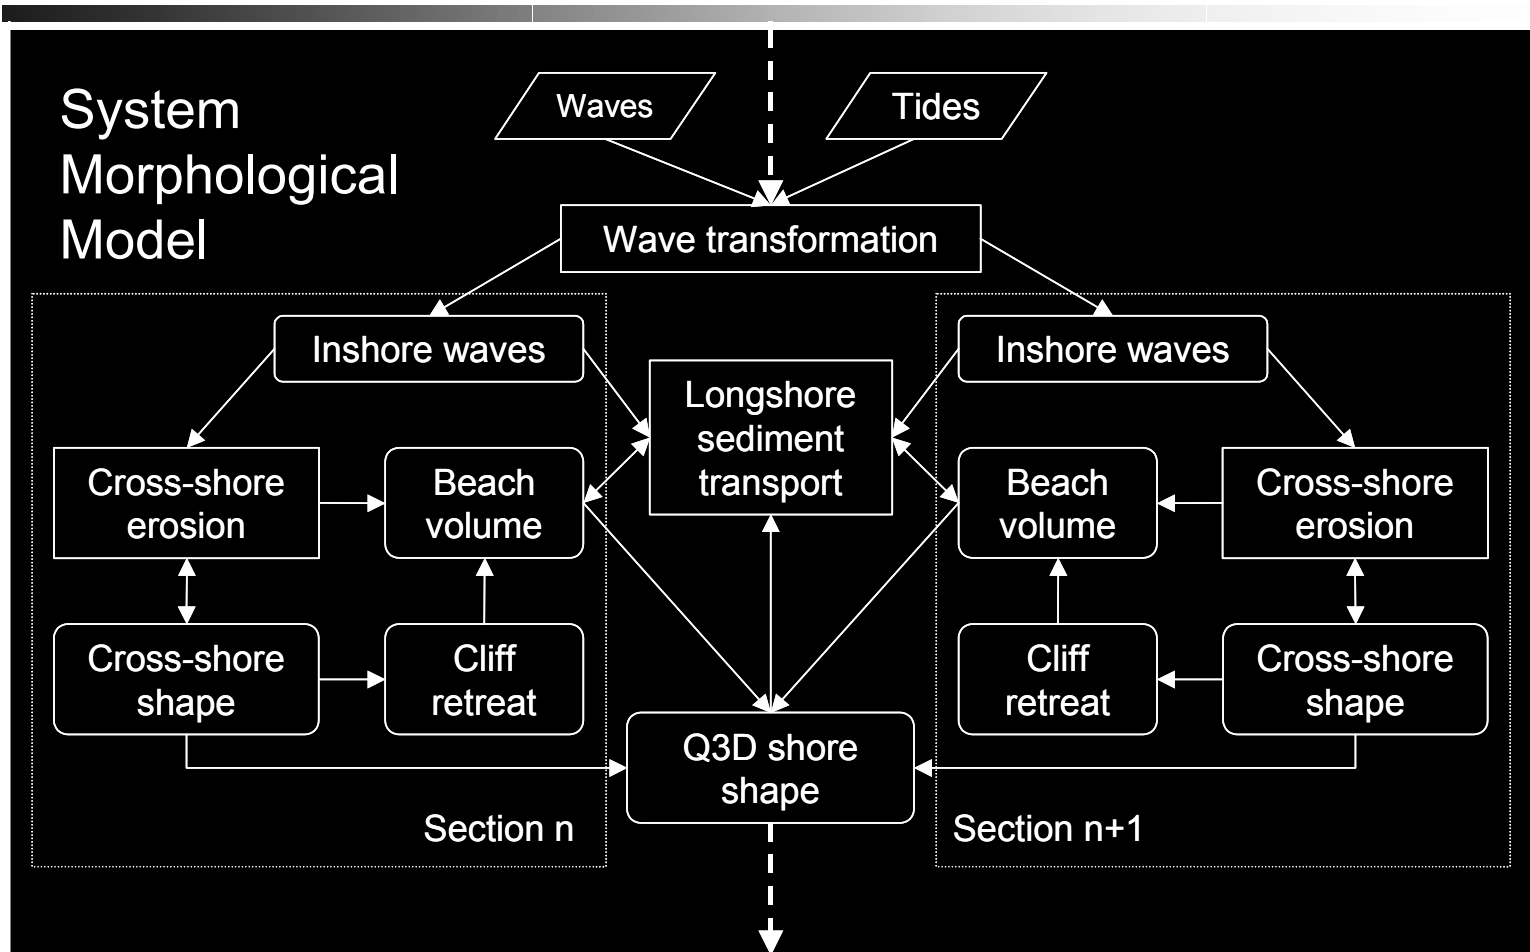 System
Morphological
Model
Waves
Tides
Wave transformation
Inshore waves
Inshore waves
Longshore
sediment
transport
Cross-shore
erosion
Beach
volume
Beach
volume
Cross-shore
erosion
Cross-shore
shape
Cliff
retreat
Cliff
retreat
Cross-shore
shape
Q3D shore
shape
Section n
Section n+1